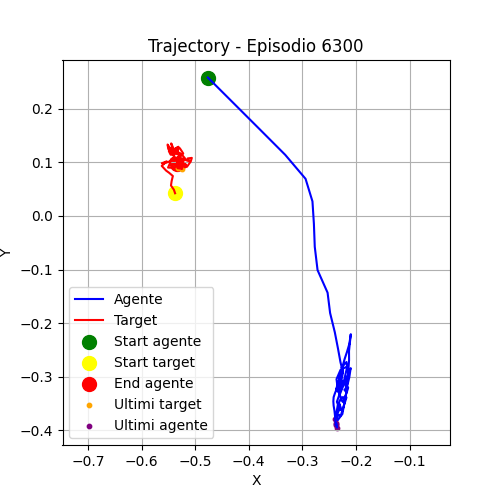 Trajectory - Episodio 6300
Y
0.2
0.1
0.0
−0.1
−0.2
−0.3
−0.4
Agente
Target
Start agente
Start target
End agente
Ultimi target
Ultimi agente
−0.7 −0.6 −0.5 −0.4 −0.3 −0.2 −0.1
X